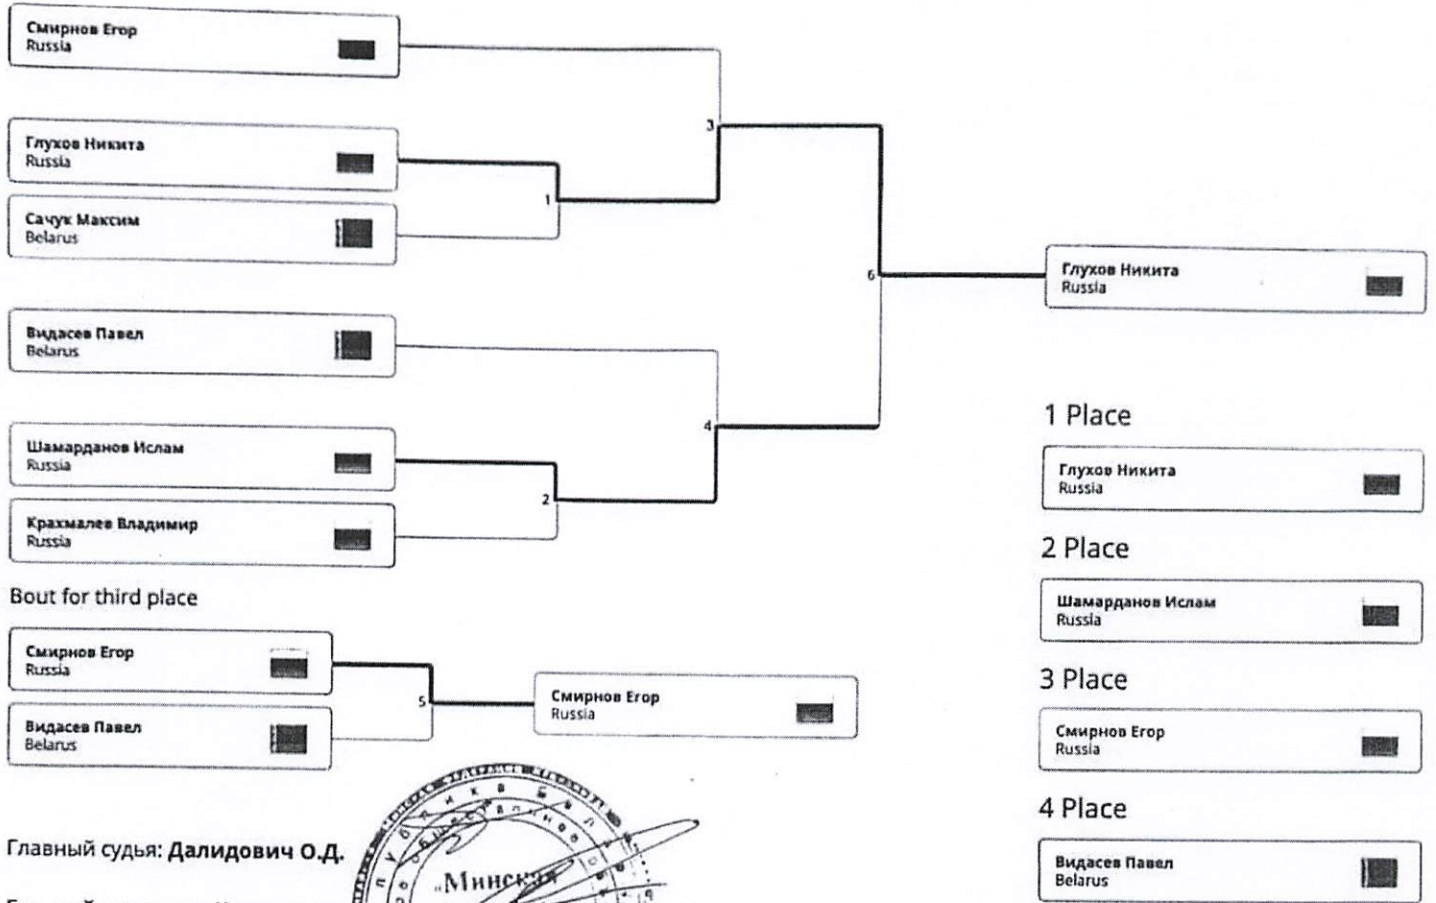 Смирнов Егор
Russia
Глухов Никита
Russia
Сачук Максим
Belarus
Видасев Павел
Belarus
Шамарданов Ислам
Russia
Крахмалев Владимир
Russia
1
2
3
4
6
Глухов Никита
Russia
Bout for third place
Смирнов Егор
Russia
Видасев Павел
Belarus
5
Смирнов Егор
Russia
1 Place
Глухов Никита
Russia
2 Place
Шамарданов Ислам
Russia
3 Place
Смирнов Егор
Russia
4 Place
Видасев Павел
Belarus
Главный судья: Далидович О.Д.
„Минская